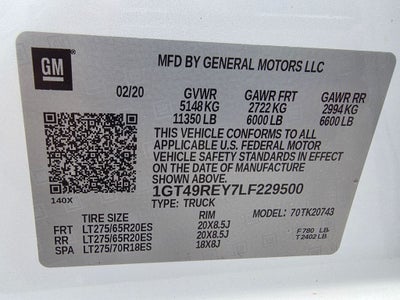 GM
MFD BY GENERAL MOTORS LLC
02/20 GVWR GAWR FRT GAWR RR
5148 KG 2722 KG 2994 KG
11350 LB 6000 LB 6600 LB
THIS VEHICLE CONFORMS TO ALL
APPLICABLE U.S. FEDERAL MOTOR
VEHICLE SAFETY STANDARDS IN
EFFECT ON THE DATE OF
MANUFACTURE SHOWN ABOVE.
1GT49REY7LF229500
140X TYPE: TRUCK
TIRE SIZE RIM MODEL: 70TK20743
FRT LT275/65R20ES 20X8.5J F 780 LB
RR LT275/65R20ES 20X8.5J T 2402 LB
SPA LT275/70R18ES 18X8J